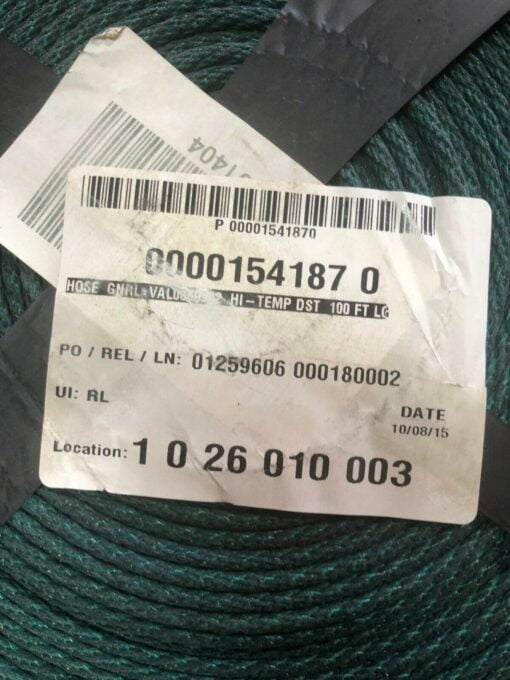 1404
P 00001541870
0000154187 0
HOSE GNRL HI-TEMP DST 100 FT LG
PO / REL / LN: 01259606 000180002
UI: RL
DATE
10/08/15
Location: 1 0 26 010 003